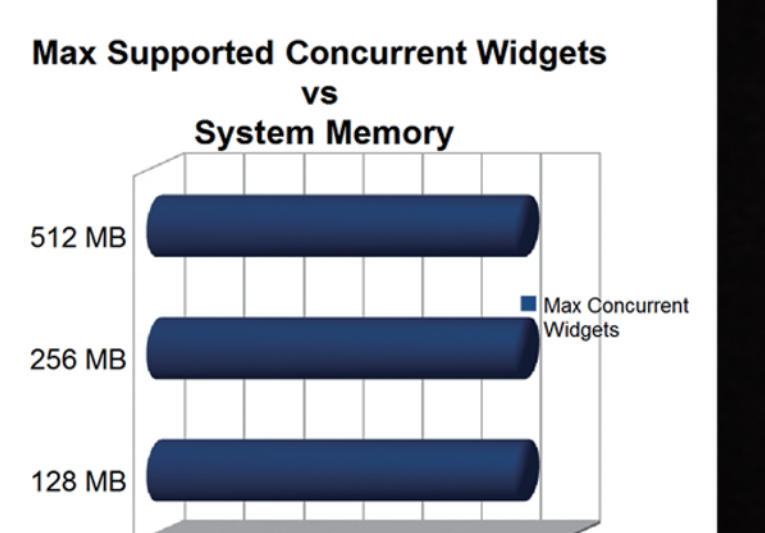 Max Supported Concurrent Widgets
vs
System Memory
512 MB
Max Concurrent
Widgets
256 MB
128 MB